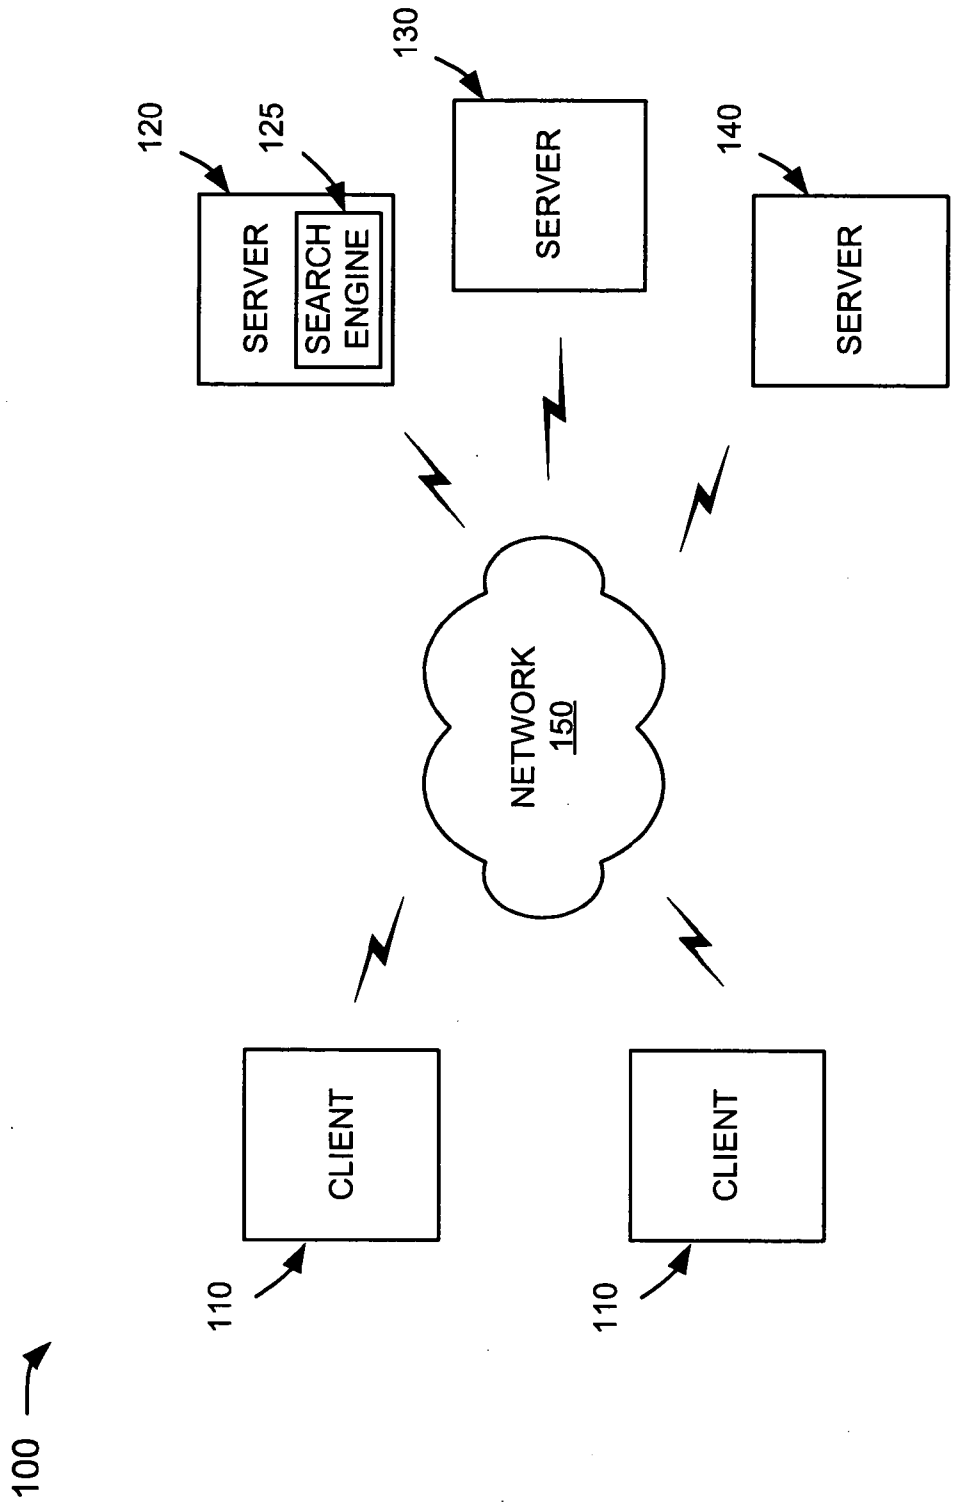 100
110
CLIENT
110
CLIENT
NETWORK
150
120
SERVER
125
SEARCH
ENGINE
130
SERVER
140
SERVER